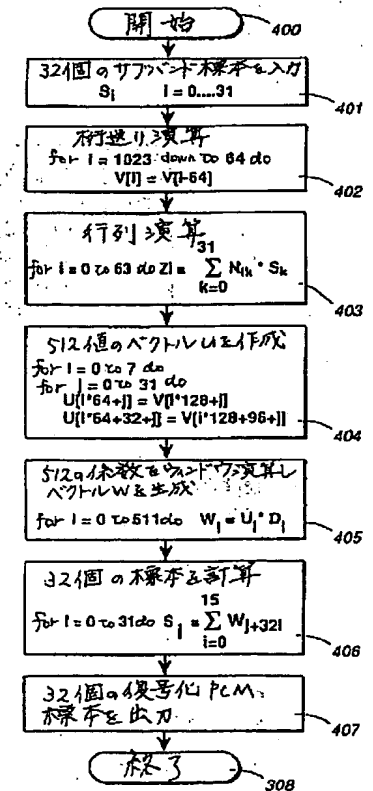 開始
400
32個のサブバンド標本を入力
Si i = 0....31
401
桁送り演算
for i = 1023 down to 64 do
V[i] = V[i-64]
402
行列演算
31
for i = 0 to 63 do Zi = Σ Nik * Sk
k=0
403
512値のベクトルUを作成
for i = 0 to 7 do
for j = 0 to 31 do
U[i*64+j] = V[i*128+j]
U[i*64+32+j] = V[i*128+96+j]
404
512の係数をウィンドウ演算し
ベクトルWを生成
for i = 0 to 511 do Wi = Ui * Di
405
32個の標本を計算
15
for i = 0 to 31 do Sj = Σ Wj+32i
i=0
406
32個の復号化PCM
標本を出力
407
終了
308